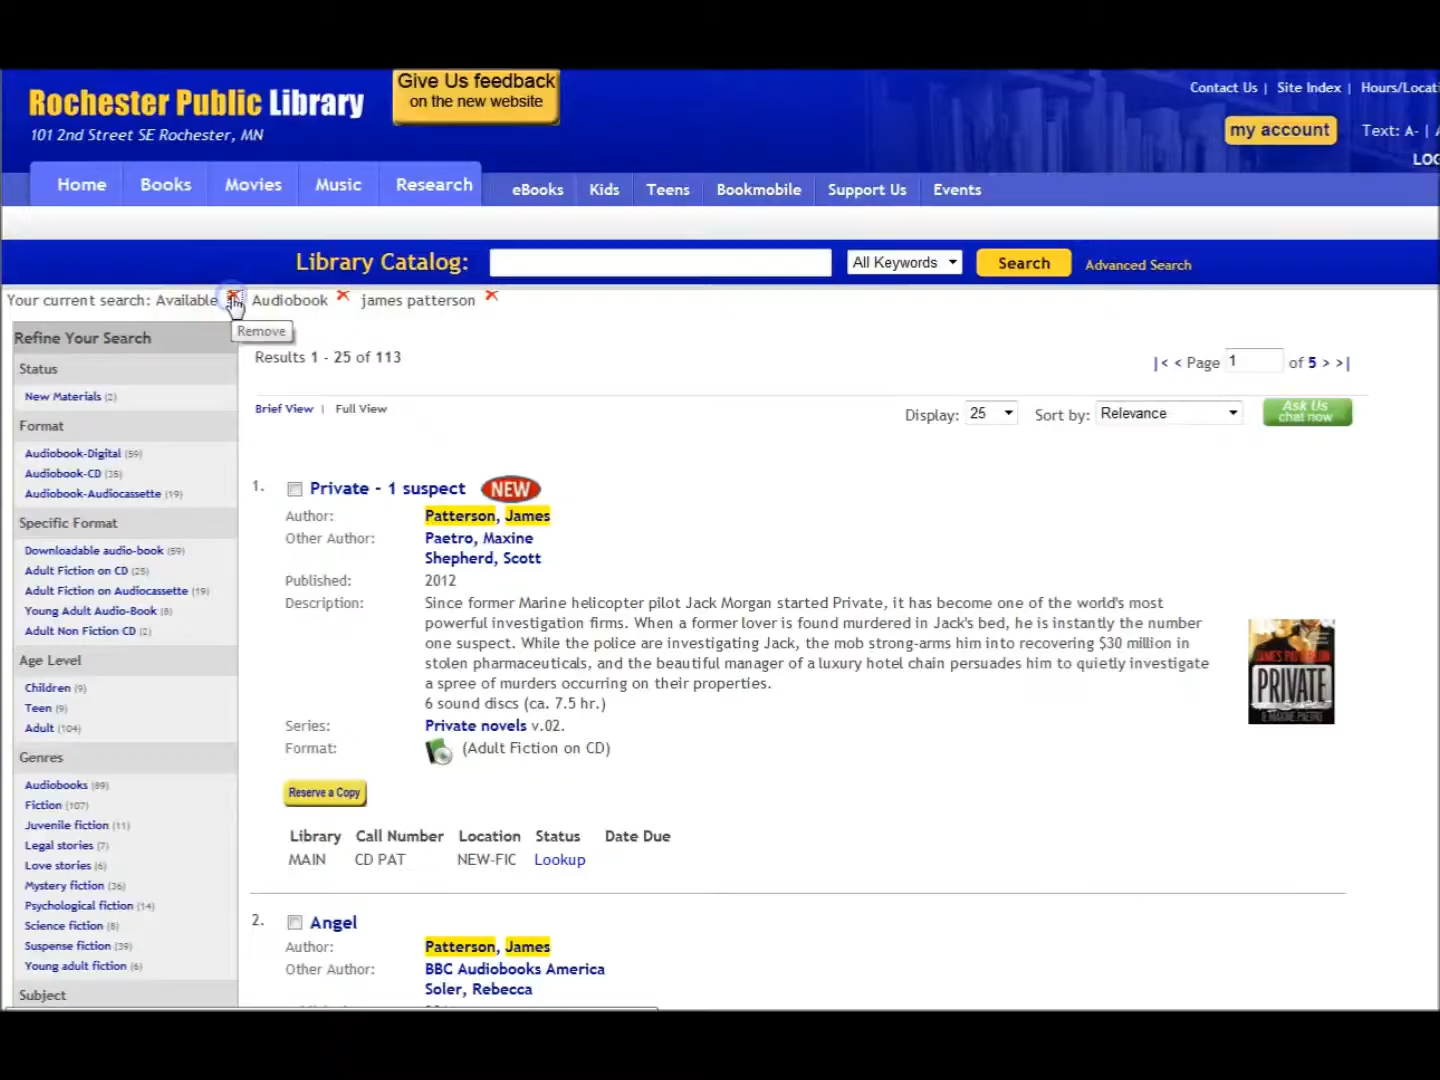 Give Us feedback
on the new website
Rochester Public Library
101 2nd Street SE Rochester, MN
Contact Us | Site Index | Hours/Locati
my account
Text: A- |
LOG
Home Books Movies Music Research eBooks Kids Teens Bookmobile Support Us Events
Library Catalog: All Keywords Search Advanced Search
Your current search: Available Audiobook james patterson
Remove
Refine Your Search
Status
New Materials (2)
Format
Audiobook-Digital (59)
Audiobook-CD (35)
Audiobook-Audiocassette (19)
Specific Format
Downloadable audio-book (59)
Adult Fiction on CD (25)
Adult Fiction on Audiocassette (19)
Young Adult Audio-Book (8)
Adult Non Fiction CD (2)
Age Level
Children (9)
Teen (9)
Adult (104)
Genres
Audiobooks (89)
Fiction (107)
Juvenile fiction (11)
Legal stories (7)
Love stories (6)
Mystery fiction (36)
Psychological fiction (14)
Science fiction (8)
Suspense fiction (39)
Young adult fiction (6)
Subject
Results 1 - 25 of 113
|< < Page 1 of 5 > >|
Brief View | Full View
Display: 25 Sort by: Relevance
Ask Us
chat now
1. Private - 1 suspect NEW
Author: Patterson, James
Other Author: Paetro, Maxine
Shepherd, Scott
Published: 2012
Description: Since former Marine helicopter pilot Jack Morgan started Private, it has become one of the world's most
powerful investigation firms. When a former lover is found murdered in Jack's bed, he is instantly the number
one suspect. While the police are investigating Jack, the mob strong-arms him into recovering $30 million in
stolen pharmaceuticals, and the beautiful manager of a luxury hotel chain persuades him to quietly investigate
a spree of murders occurring on their properties.
6 sound discs (ca. 7.5 hr.)
Series: Private novels v.02.
Format: (Adult Fiction on CD)
JAMES PATTERSON
PRIVATE
& MAXINE PAETRO
Reserve a Copy
Library Call Number Location Status Date Due
MAIN CD PAT NEW-FIC Lookup
2. Angel
Author: Patterson, James
Other Author: BBC Audiobooks America
Soler, Rebecca